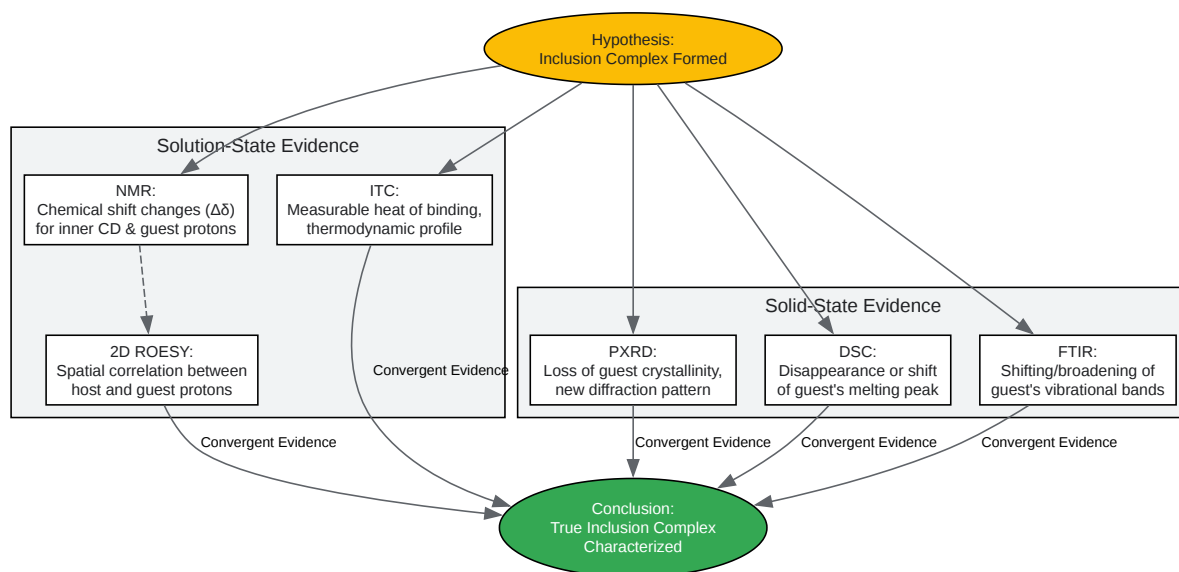 Hypothesis:
Inclusion Complex Formed
Solution-State Evidence
NMR:
Chemical shift changes (Δδ)
for inner CD & guest protons
ITC:
Measurable heat of binding,
thermodynamic profile
Solid-State Evidence
2D ROESY:
Spatial correlation between
host and guest protons
Convergent Evidence
PXRD:
Loss of guest crystallinity,
new diffraction pattern
DSC:
Disappearance or shift
of guest's melting peak
FTIR:
Shifting/broadening of
guest's vibrational bands
Convergent Evidence
Convergent Evidence
Convergent Evidence
Convergent Evidence
Conclusion:
True Inclusion Complex
Characterized